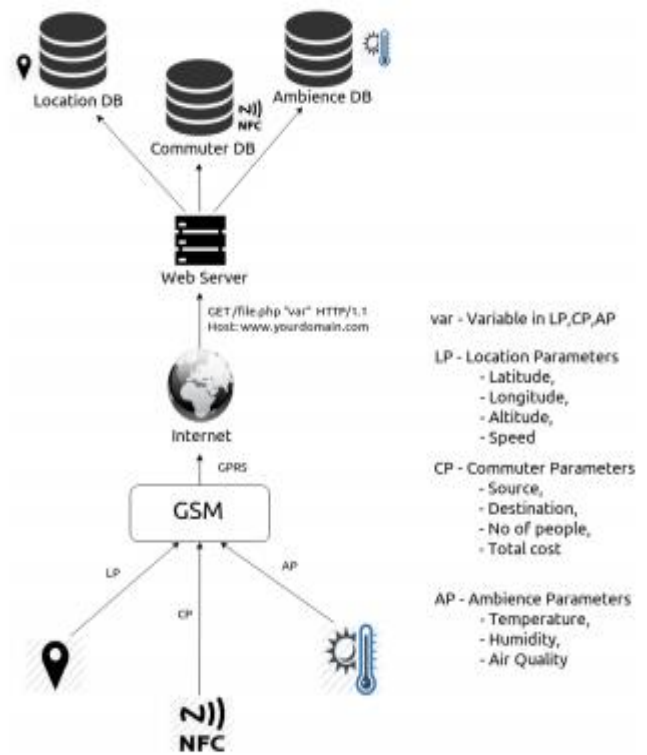 Location DB
NFC
Commuter DB
Ambience DB
Web Server
GET/file.php "var" HTTP/1.1
Host: www.yourdomain.com
Internet
GPRS
GSM
LP
CP
AP
NFC
var - Variable in LP,CP,AP
LP - Location Parameters
- Latitude,
- Longitude,
- Altitude,
- Speed
CP - Commuter Parameters
- Source,
- Destination,
- No of people,
- Total cost
AP - Ambience Parameters
- Temperature,
- Humidity,
- Air Quality